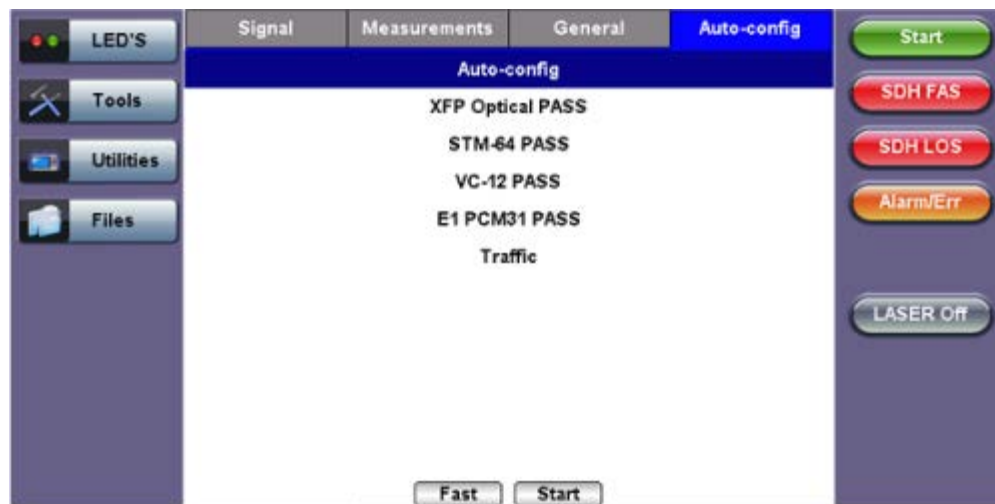 LED'S
Tools
Utilities
Files
Signal Measurements General Auto-config
Auto-config
XFP Optical PASS
STM-64 PASS
VC-12 PASS
E1 PCM31 PASS
Traffic
Fast Start
Start
SDH FAS
SDH LOS
Alarm/Err
LASER Off